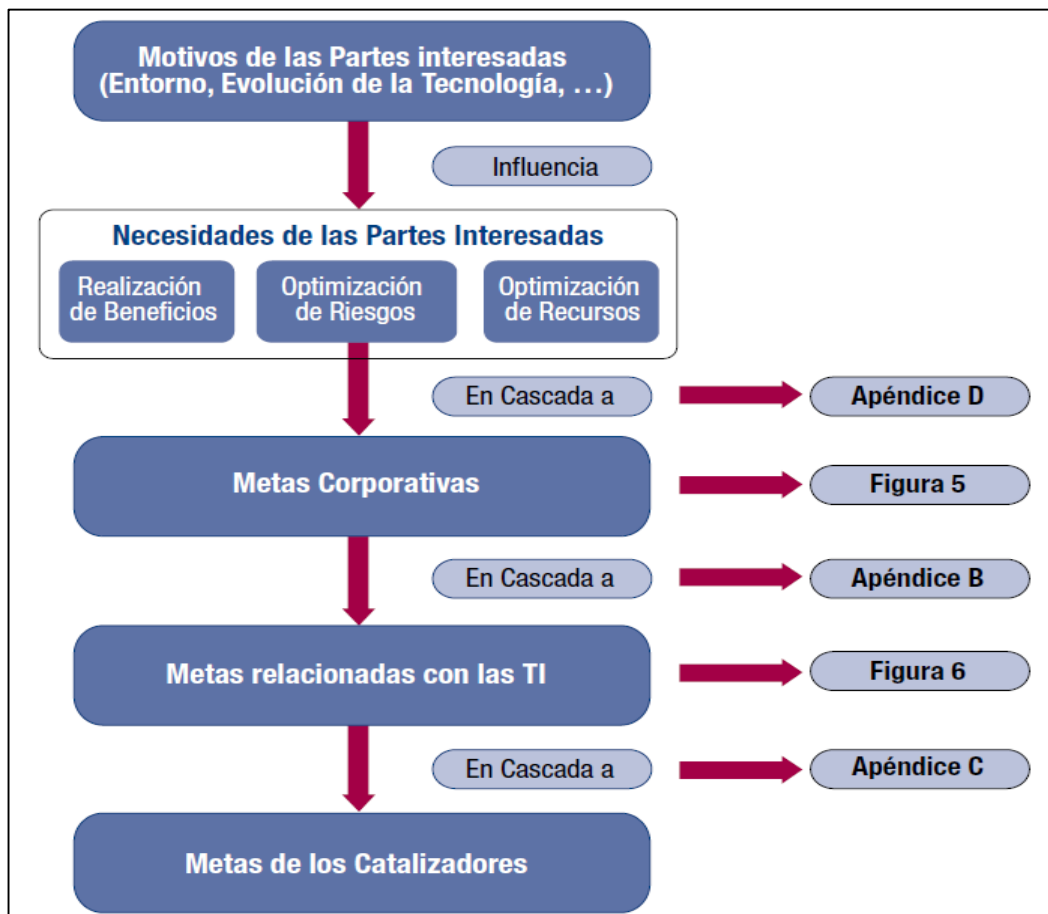 Motivos de las Partes interesadas
(Entorno, Evolución de la Tecnología, …)
Influencia
Necesidades de las Partes Interesadas
Realización
de Beneficios
Optimización
de Riesgos
Optimización
de Recursos
En Cascada a
Apéndice D
Metas Corporativas
Figura 5
En Cascada a
Apéndice B
Metas relacionadas con las TI
Figura 6
En Cascada a
Apéndice C
Metas de los Catalizadores